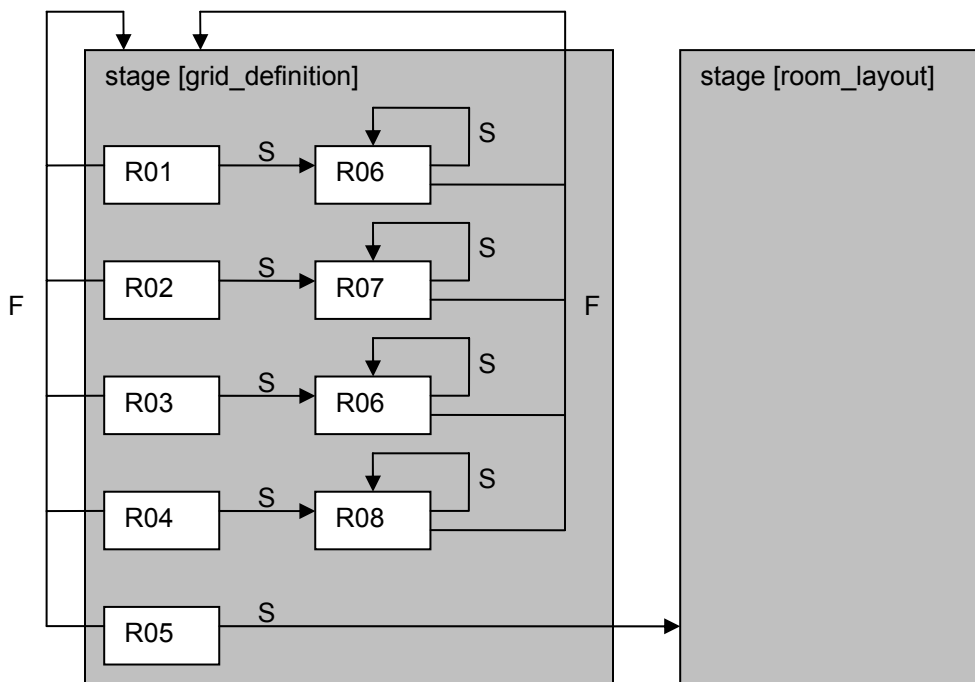 stage [grid_definition]
stage [room_layout]
S
R01
S
R06
S
R02
S
R07
F
F
S
R03
S
R06
S
R04
S
R08
S
R05
S